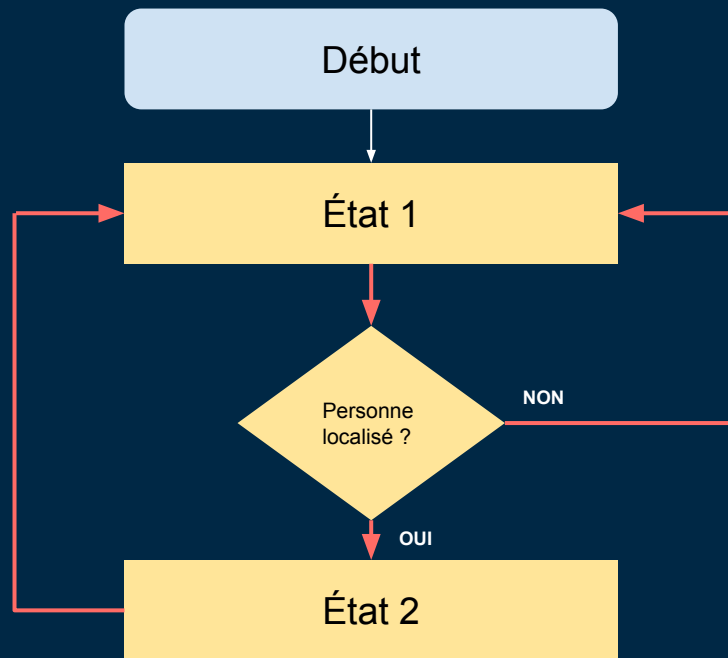 Début
État 1
Personne
localisé ?
NON
OUI
État 2